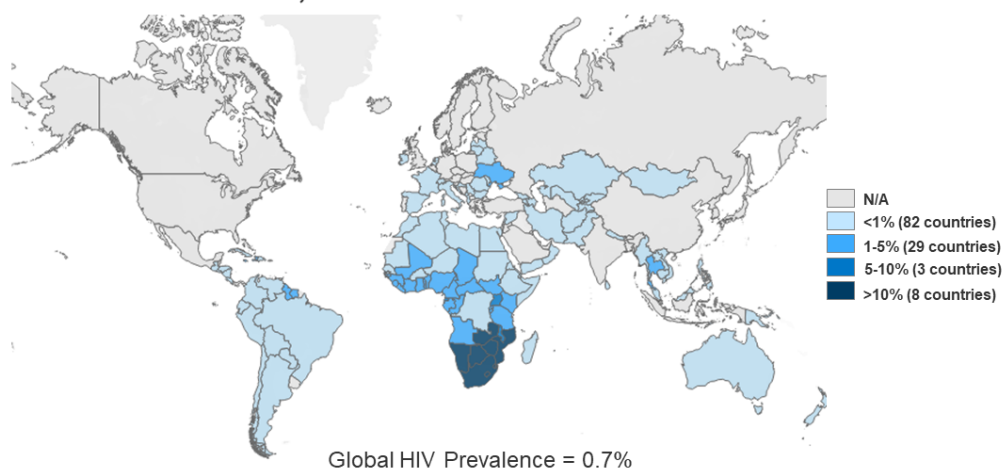 N/A
<1% (82 countries)
1-5% (29 countries)
5-10% (3 countries)
>10% (8 countries)
Global HIV Prevalence = 0.7%